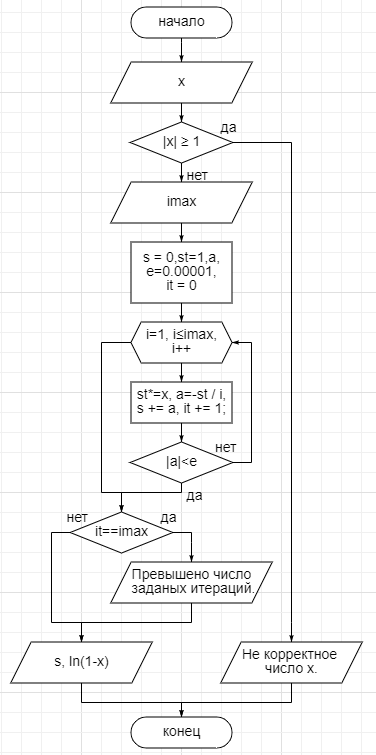 начало
x
|x| ≥ 1
да
нет
imax
s = 0,st=1,a,
e=0.00001,
it = 0
i=1, i≤imax,
i++
st*=x, a=-st / i,
s += a, it += 1;
|a|<e
нет
да
it==imax
нет
да
Превышено число
заданых итераций.
s, ln(1-x)
Не корректное
число x.
конец